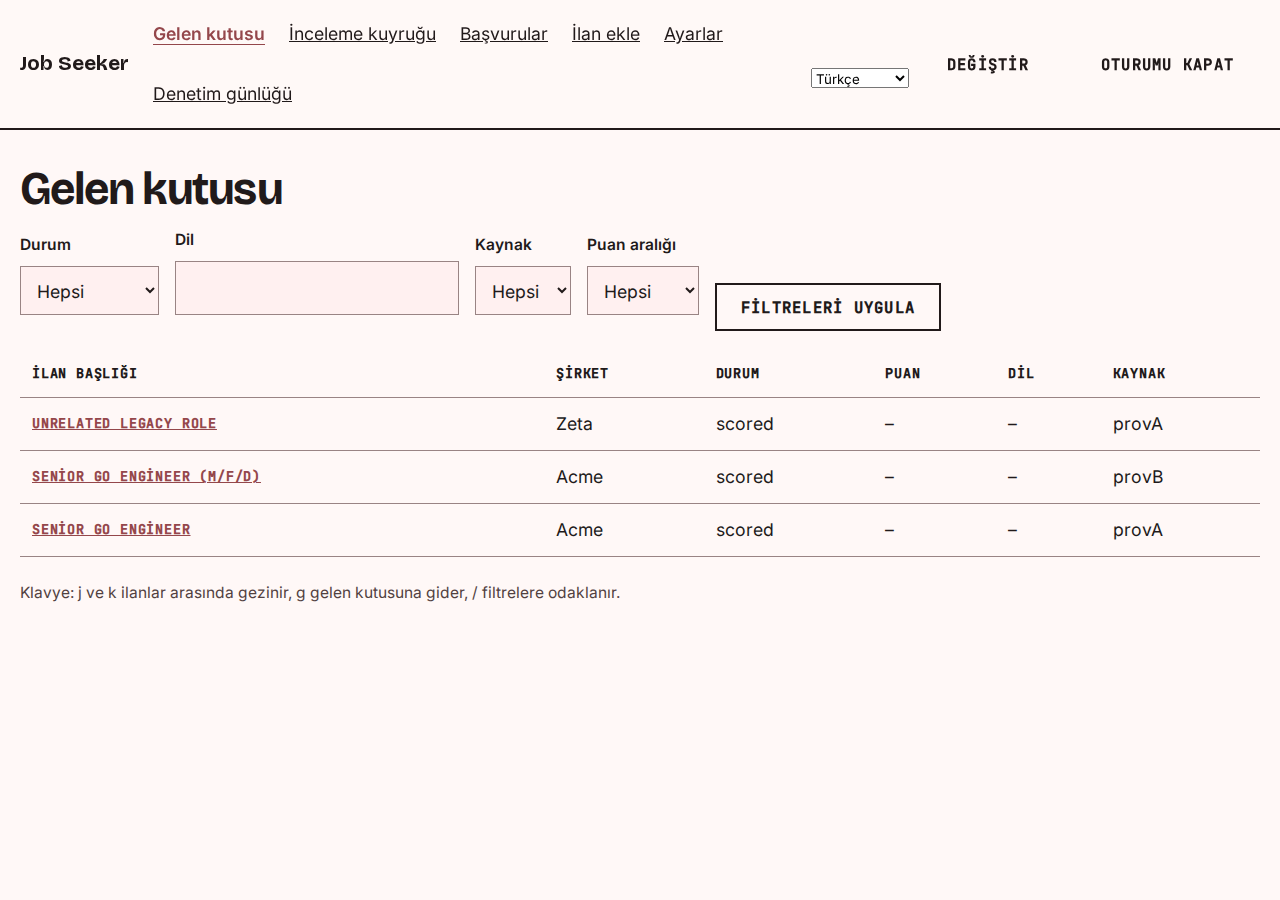 Job Seeker
Gelen kutusu İnceleme kuyruğu Başvurular İlan ekle Ayarlar
Denetim günlüğü
Türkçe
DEĞİŞTİR
OTURUMU KAPAT
Gelen kutusu
Durum Dil Kaynak Puan aralığı
Hepsi Hepsi Hepsi
FİLTRELERİ UYGULA
İLAN BAŞLIĞI ŞİRKET DURUM PUAN DİL KAYNAK
UNRELATED LEGACY ROLE Zeta scored – – provA
SENİOR GO ENGİNEER (M/F/D) Acme scored – – provB
SENİOR GO ENGİNEER Acme scored – – provA
Klavye: j ve k ilanlar arasında gezinir, g gelen kutusuna gider, / filtrelere odaklanır.